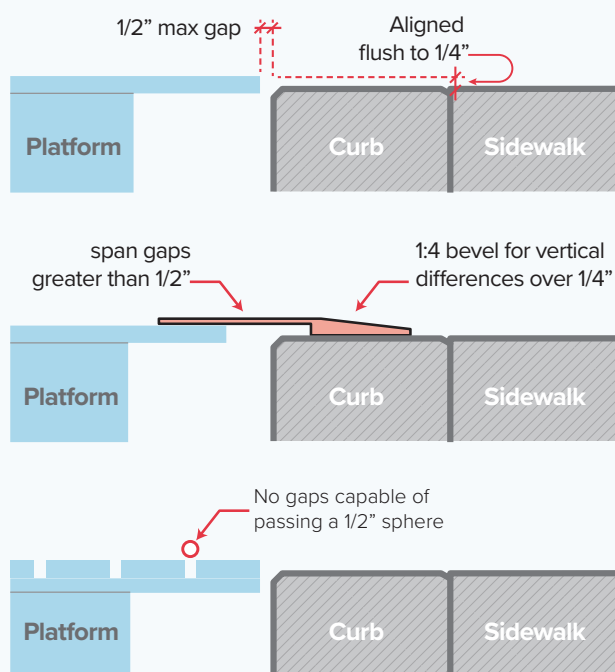 1/2” max gap
Aligned
flush to 1/4”
Platform
Curb
Sidewalk
span gaps
greater than 1/2”
1:4 bevel for vertical
differences over 1/4”
Platform
Curb
Sidewalk
No gaps capable of
passing a 1/2” sphere
Platform
Curb
Sidewalk